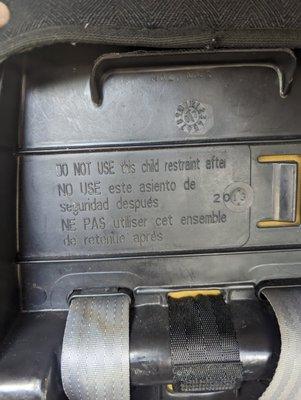 DO NOT USE this child restraint after
NO USE este asiento de
seguridad después
2019
NE PAS utiliser cet ensemble
de retenue après